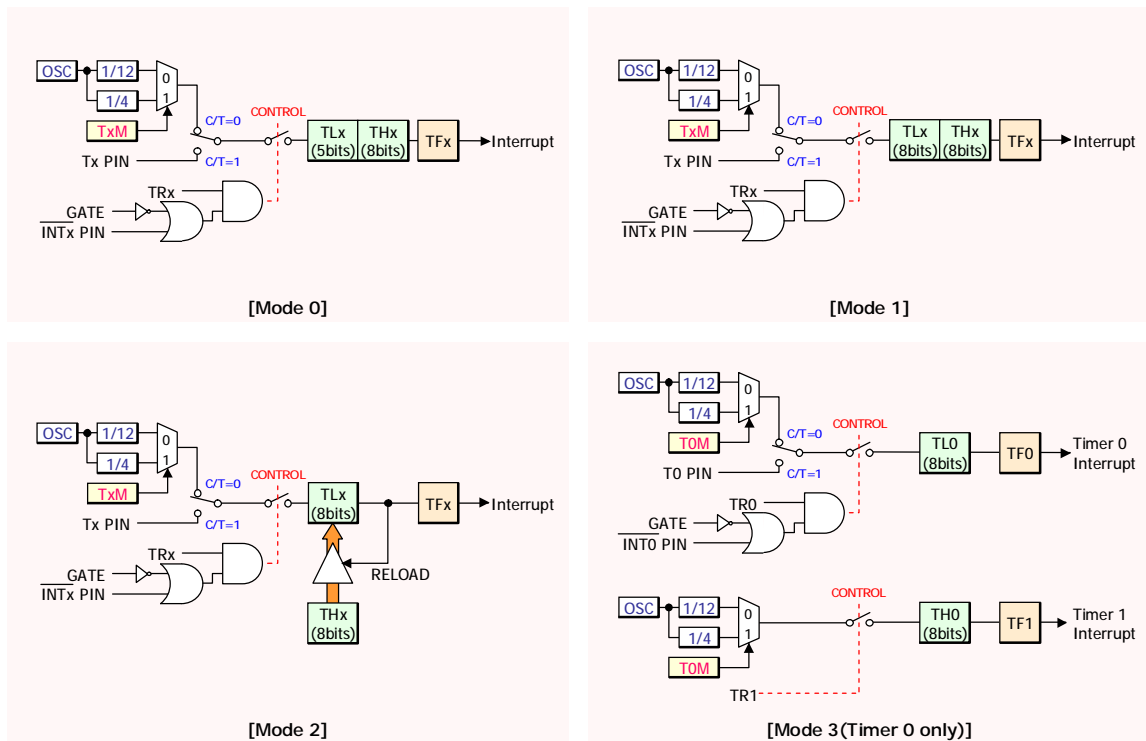 OSC
1/12
1/4
0
1
TxM
C/T=0
CONTROL
TLx
(5bits)
THx
(8bits)
TFx
Interrupt
Tx PIN
C/T=1
TRx
GATE
INTx PIN
[Mode 0]
OSC
1/12
1/4
0
1
TxM
C/T=0
CONTROL
TLx
(8bits)
THx
(8bits)
TFx
Interrupt
Tx PIN
C/T=1
TRx
GATE
INTx PIN
[Mode 1]
OSC
1/12
1/4
0
1
TxM
C/T=0
CONTROL
TLx
(8bits)
TFx
Interrupt
Tx PIN
C/T=1
TRx
GATE
INTx PIN
RELOAD
THx
(8bits)
[Mode 2]
OSC
1/12
1/4
0
1
T0M
C/T=0
CONTROL
TL0
(8bits)
TF0
Timer 0
Interrupt
T0 PIN
C/T=1
TR0
GATE
INT0 PIN
OSC
1/12
1/4
0
1
T0M
CONTROL
TH0
(8bits)
TF1
Timer 1
Interrupt
TR1
[Mode 3(Timer 0 only)]